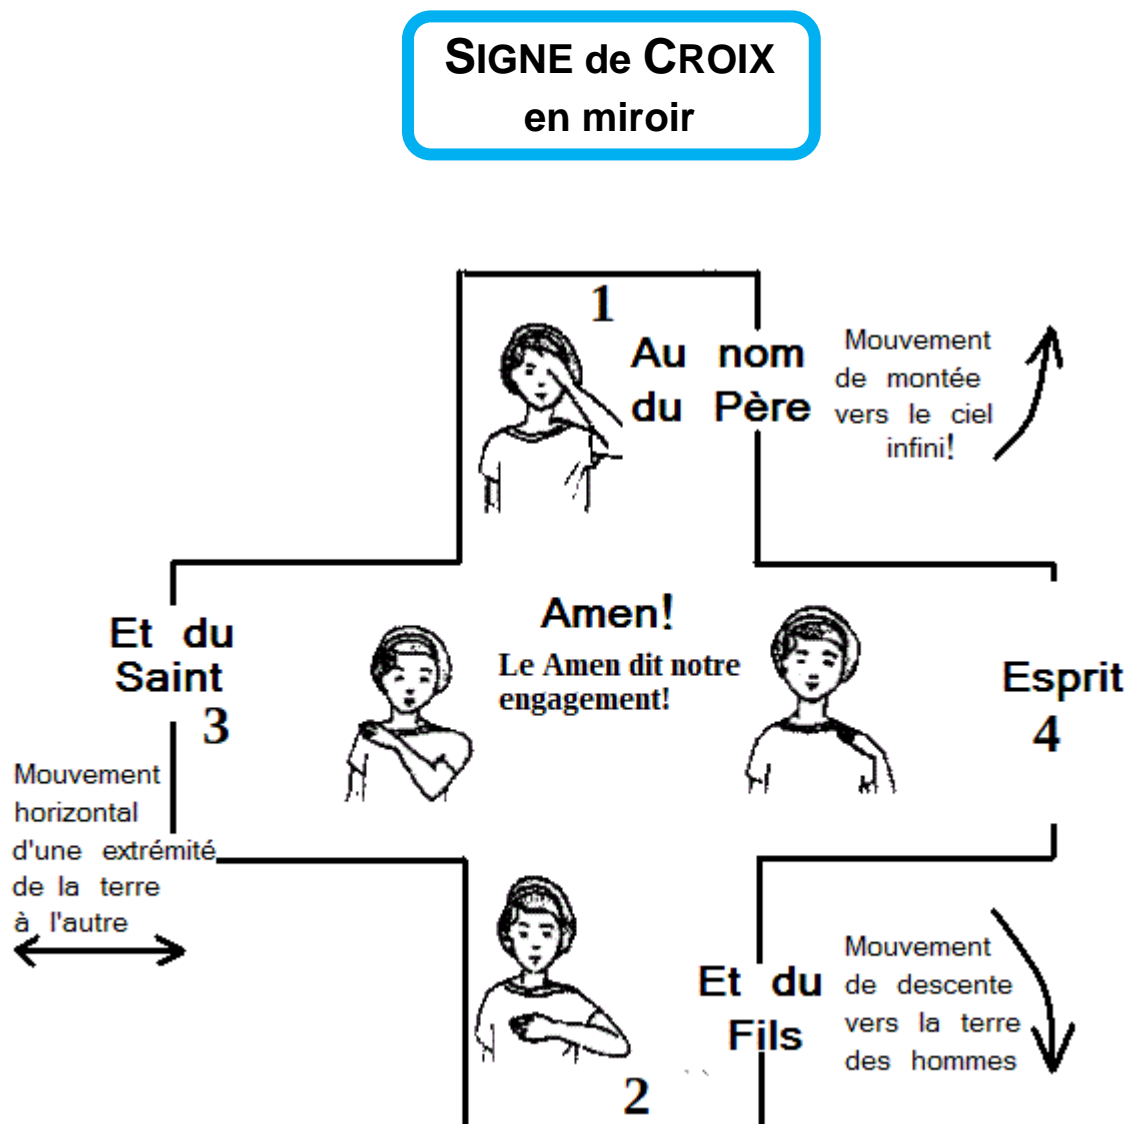 SIGNE de CROIX
en miroir
1
Au nom
du Père
Mouvement
de montée
vers le ciel
infini!
Et du
Saint
3
Amen!
Le Amen dit notre
engagement!
Esprit
4
Mouvement
horizontal
d'une extrémité
de la terre
à l'autre
Et du
Fils
2
Mouvement
de descente
vers la terre
des hommes